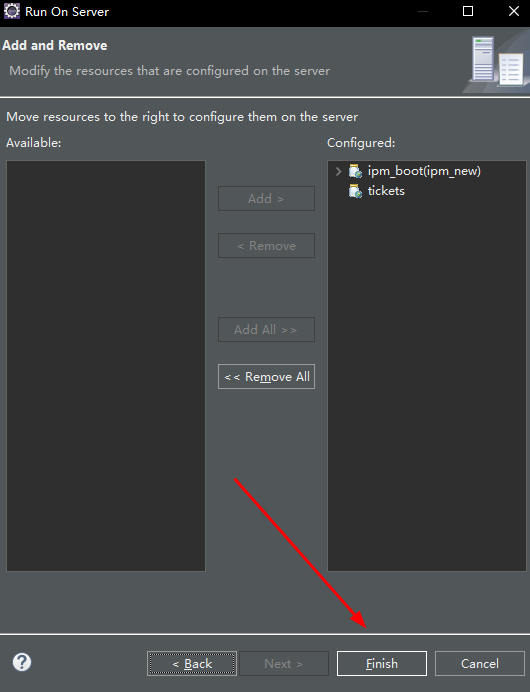 Run On Server
Add and Remove
Modify the resources that are configured on the server
Move resources to the right to configure them on the server
Available:
Configured:
ipm_boot(ipm_new)
tickets
Add >
< Remove
Add All >>
<< Remove All
?
< Back
Next >
Finish
Cancel